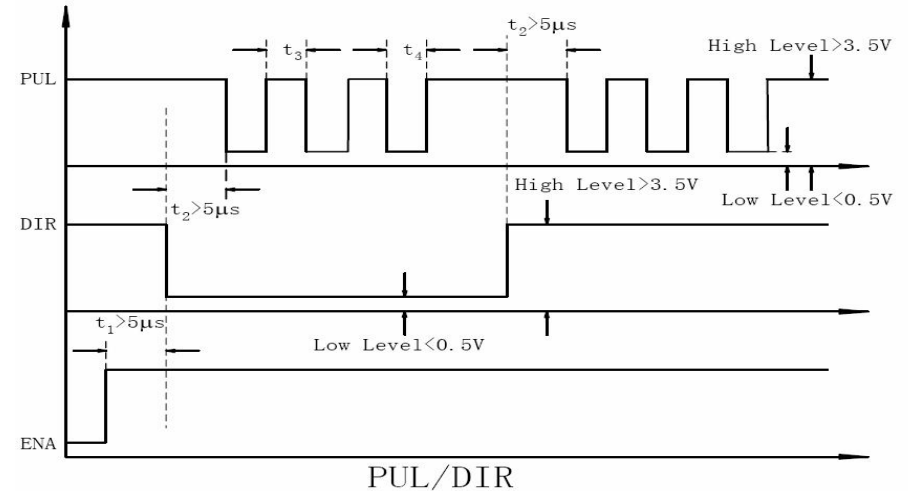 t2>5μs
t3
t4
High Level>3.5V
PUL
t2>5μs
High Level>3.5V
Low Level<0.5V
DIR
t1>5μs
Low Level<0.5V
ENA
PUL/DIR